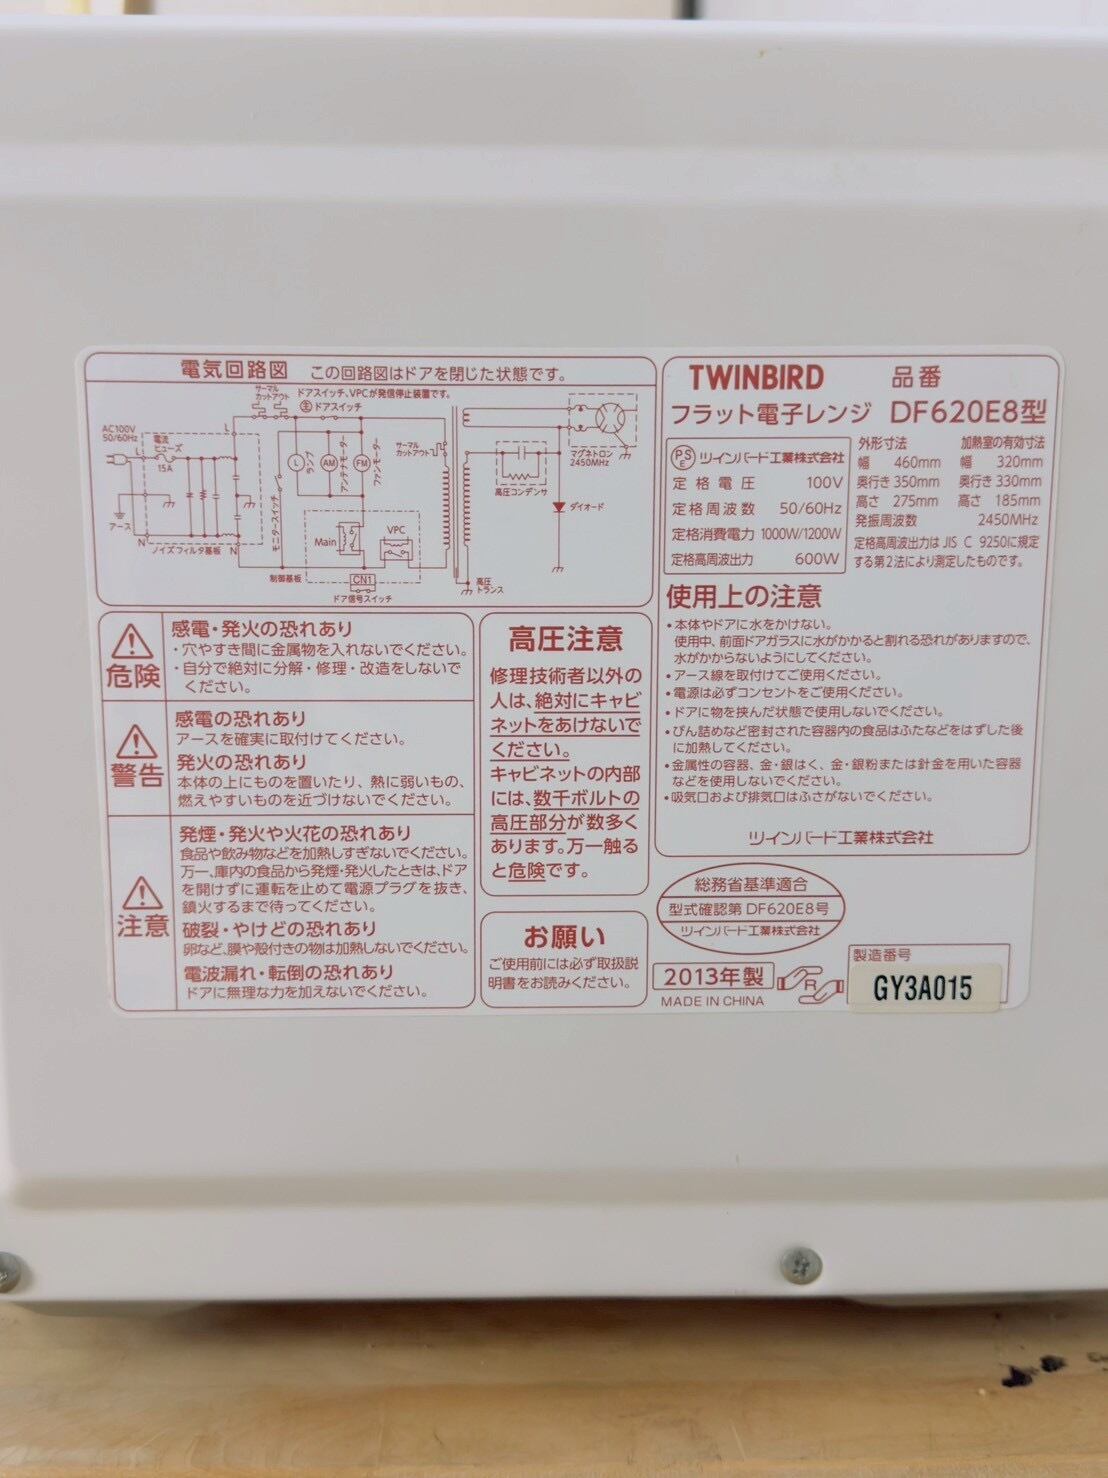 電気回路図 この回路図はドアを閉じた状態です。
サーマル
カットアウト
ドアスイッチ、VPCが発信停止装置です。
主 ドアスイッチ
AC100V
50/60Hz
L
L
電流
ヒューズ
15A
アース
N
N
ノイズフィルタ基板
モニタースイッチ
L
ランプ
AM
アンテナモーター
FM
ファンモーター
サーマル
カットアウト
Main
VPC
制御基板
CN1
ドア信号スイッチ
高圧
トランス
高圧コンデンサ
ダイオード
マグネトロン
2450MHz
危険
感電・発火の恐れあり
・穴やすき間に金属物を入れないでください。
・自分で絶対に分解・修理・改造をしないで
ください。
警告
感電の恐れあり
アースを確実に取付けてください。
発火の恐れあり
本体の上にものを置いたり、熱に弱いもの、
燃えやすいものを近づけないでください。
注意
発煙・発火や火花の恐れあり
食品や飲み物などを加熱しすぎないでください。
万一、庫内の食品から発煙・発火したときは、ドア
を開けずに運転を止めて電源プラグを抜き、
鎮火するまで待ってください。
破裂・やけどの恐れあり
卵など、膜や殻付きの物は加熱しないでください。
電波漏れ・転倒の恐れあり
ドアに無理な力を加えないでください。
高圧注意
修理技術者以外の
人は、絶対にキャビ
ネットをあけないで
ください。
キャビネットの内部
には、数千ボルトの
高圧部分が数多く
あります。万一触る
と危険です。
お願い
ご使用前には必ず取扱説
明書をお読みください。
TWINBIRD 品番
フラット電子レンジ DF620E8型
PSE ツインバード工業株式会社
定格電圧 100V
定格周波数 50/60Hz
定格消費電力 1000W/1200W
定格高周波出力 600W
外形寸法 加熱室の有効寸法
幅 460mm 幅 320mm
奥行き 350mm 奥行き 330mm
高さ 275mm 高さ 185mm
発振周波数 2450MHz
定格高周波出力は JIS C 9250に規定
する第2法により測定したものです。
使用上の注意
・本体やドアに水をかけない。
使用中、前面ドアガラスに水がかかると割れる恐れがありますので、
水がかからないようにしてください。
・アース線を取付けてご使用ください。
・電源は必ずコンセントをご使用ください。
・ドアに物を挟んだ状態で使用しないでください。
・びん詰めなど密封された容器内の食品はふたなどをはずした後
に加熱してください。
・金属性の容器、金・銀はく、金・銀粉または針金を用いた容器
などを使用しないでください。
・吸気口および排気口はふさがないでください。
ツインバード工業株式会社
総務省基準適合
型式確認第 DF620E8号
ツインバード工業株式会社
2013年製
MADE IN CHINA
R
製造番号
GY3A015